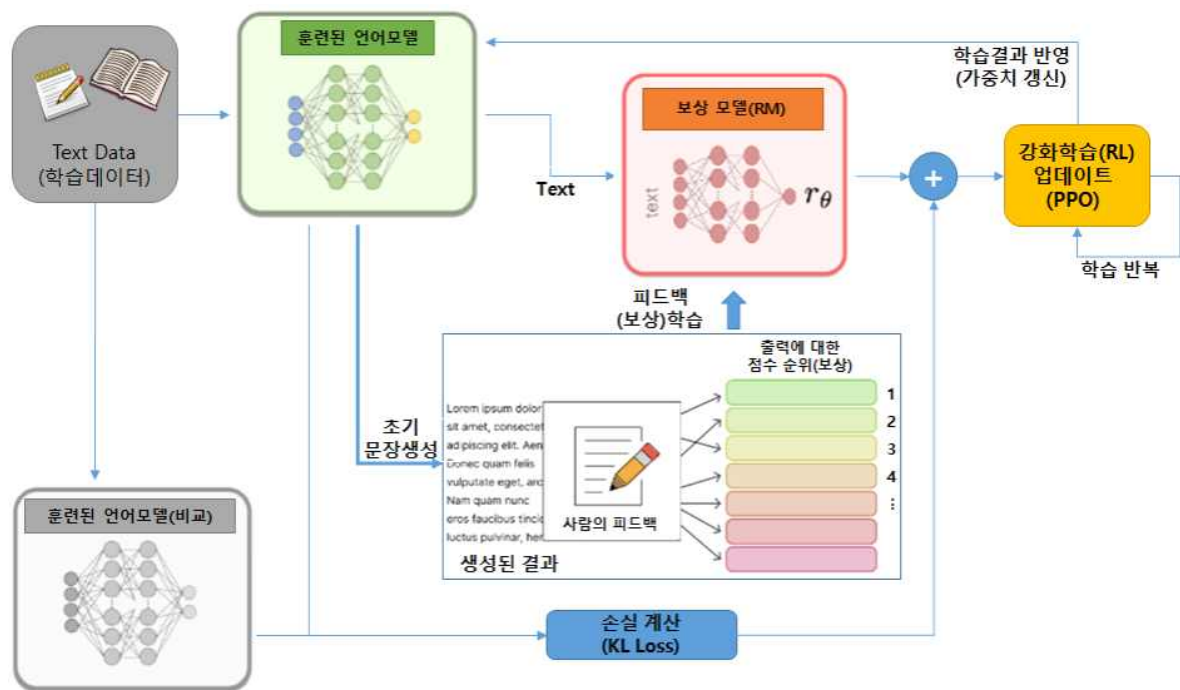 훈련된 언어모델
학습결과 반영
(가중치 갱신)
Text Data
(학습데이터)
보상 모델(RM)
text
rθ
Text
+
강화학습(RL)
업데이트
(PPO)
학습 반복
피드백
(보상)학습
출력에 대한
점수 순위(보상)
초기
문장생성
Lorem ipsum dolor
sit amet, consectet
ad piscing elit. Aen
Donec quam felis
vulputate eget, arc
Nam quam nunc
eros faucibus tincid
luctus pulvinar, her
사람의 피드백
생성된 결과
1
2
3
4
⋮
훈련된 언어모델(비교)
손실 계산
(KL Loss)